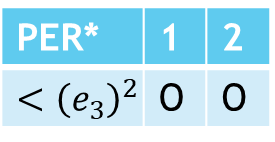 PER* 1 2
< (e₃)² 0 0